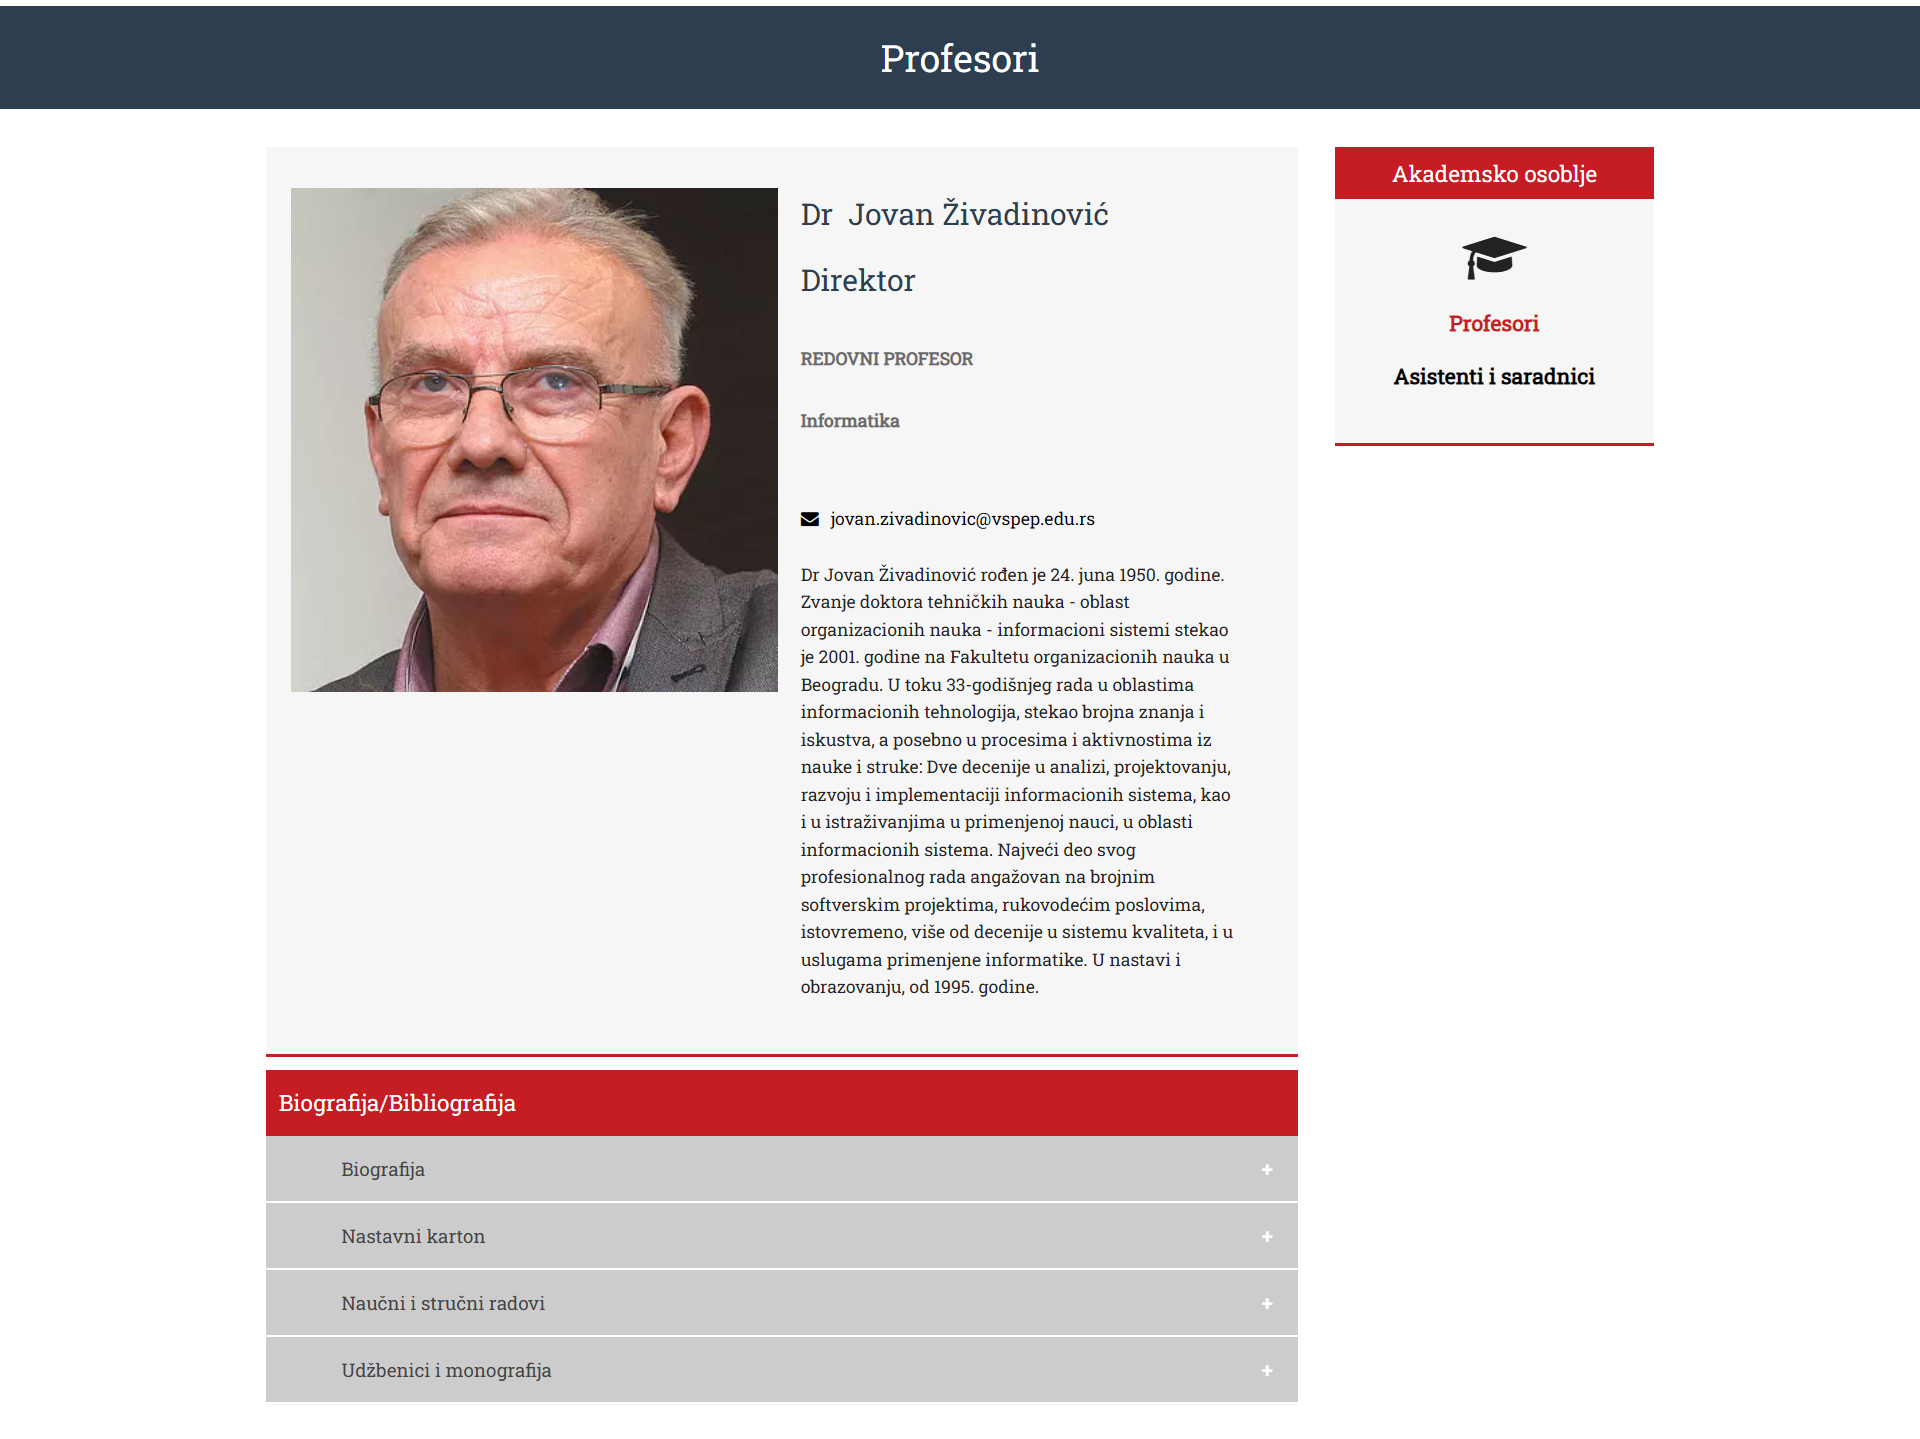 Profesori
Dr  Jovan Živadinović
Direktor
REDOVNI PROFESOR
Informatika
jovan.zivadinovic@vspep.edu.rs
Dr Jovan Živadinović rođen je 24. juna 1950. godine.
Zvanje doktora tehničkih nauka - oblast
organizacionih nauka - informacioni sistemi stekao
je 2001. godine na Fakultetu organizacionih nauka u
Beogradu. U toku 33-godišnjeg rada u oblastima
informacionih tehnologija, stekao brojna znanja i
iskustva, a posebno u procesima i aktivnostima iz
nauke i struke: Dve decenije u analizi, projektovanju,
razvoju i implementaciji informacionih sistema, kao
i u istraživanjima u primenjenoj nauci, u oblasti
informacionih sistema. Najveći deo svog
profesionalnog rada angažovan na brojnim
softverskim projektima, rukovodećim poslovima,
istovremeno, više od decenije u sistemu kvaliteta, i u
uslugama primenjene informatike. U nastavi i
obrazovanju, od 1995. godine.
Akademsko osoblje
Profesori
Asistenti i saradnici
Biografija/Bibliografija
Biografija
Nastavni karton
Naučni i stručni radovi
Udžbenici i monografija